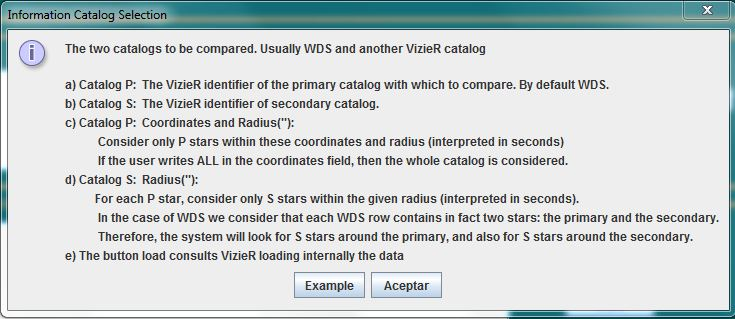 Information Catalog Selection
The two catalogs to be compared. Usually WDS and another VizieR catalog
a) Catalog P: The VizieR identifier of the primary catalog with which to compare. By default WDS.
b) Catalog S: The VizieR identifier of secondary catalog.
c) Catalog P: Coordinates and Radius("):
Consider only P stars within these coordinates and radius (interpreted in seconds)
If the user writes ALL in the coordinates field, then the whole catalog is considered.
d) Catalog S: Radius("):
For each P star, consider only S stars within the given radius (interpreted in seconds).
In the case of WDS we consider that each WDS row contains in fact two stars: the primary and the secondary.
Therefore, the system will look for S stars around the primary, and also for S stars around the secondary.
e) The button load consults VizieR loading internally the data
Example Aceptar